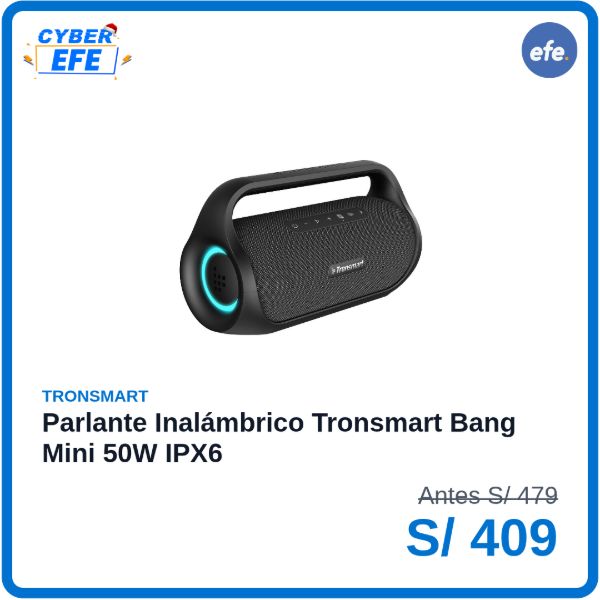 CYBER
EFE
efe.
Tronsmart
TRONSMART
Parlante Inalámbrico Tronsmart Bang
Mini 50W IPX6
Antes S/ 479
S/ 409